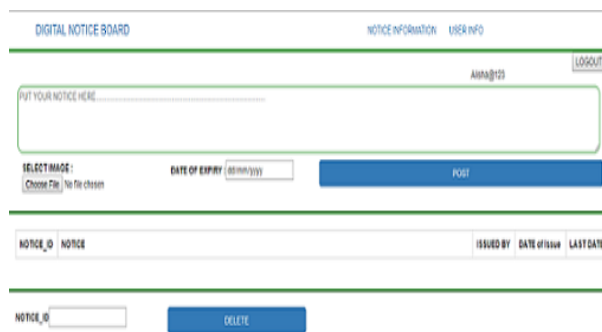 DIGITAL NOTICE BOARD NOTICE INFORMATION USER INFO
LOGOUT
Alisha@123
PUT YOUR NOTICE HERE..............................................................................
SELECT IMAGE : DATE OF EXPIRY : dd/mm/yyyy POST
Choose File No file chosen
NOTICE_ID NOTICE ISSUED BY DATE of Issue LAST DATE
NOTICE_ID DELETE